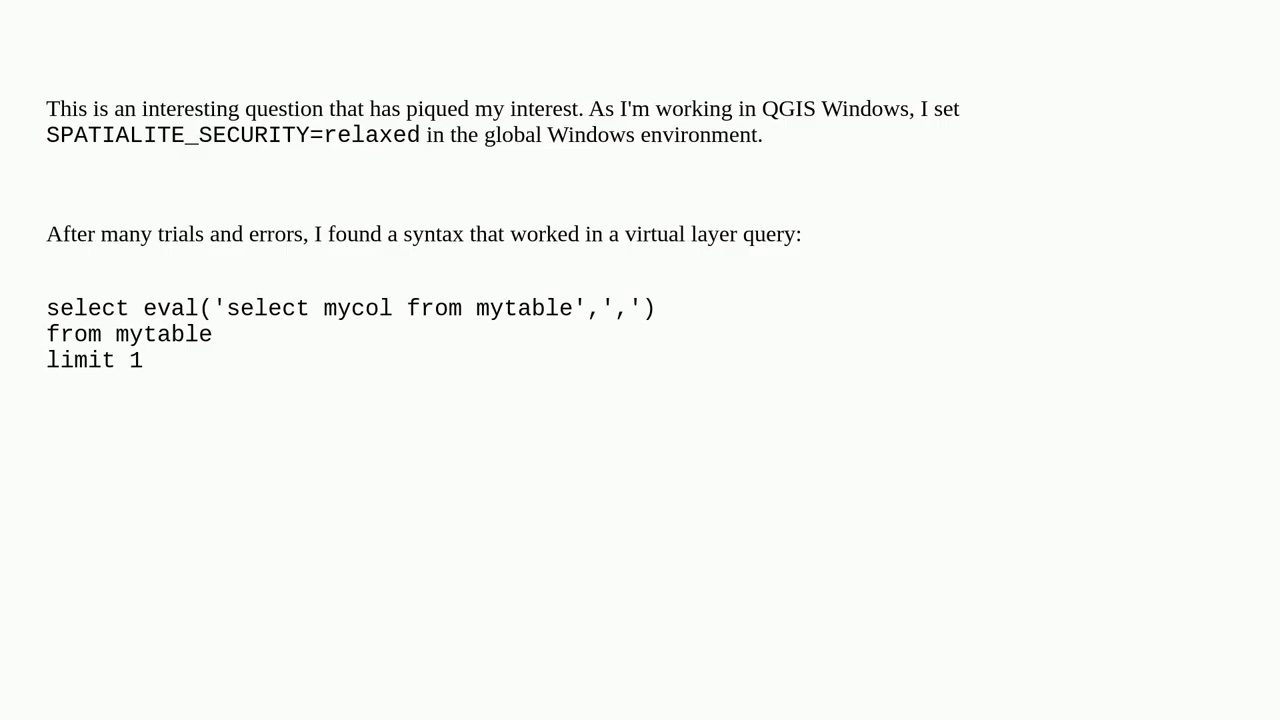 This is an interesting question that has piqued my interest. As I'm working in QGIS Windows, I set
SPATIALITE_SECURITY=relaxed in the global Windows environment.
After many trials and errors, I found a syntax that worked in a virtual layer query:
select eval('select mycol from mytable',',')
from mytable
limit 1